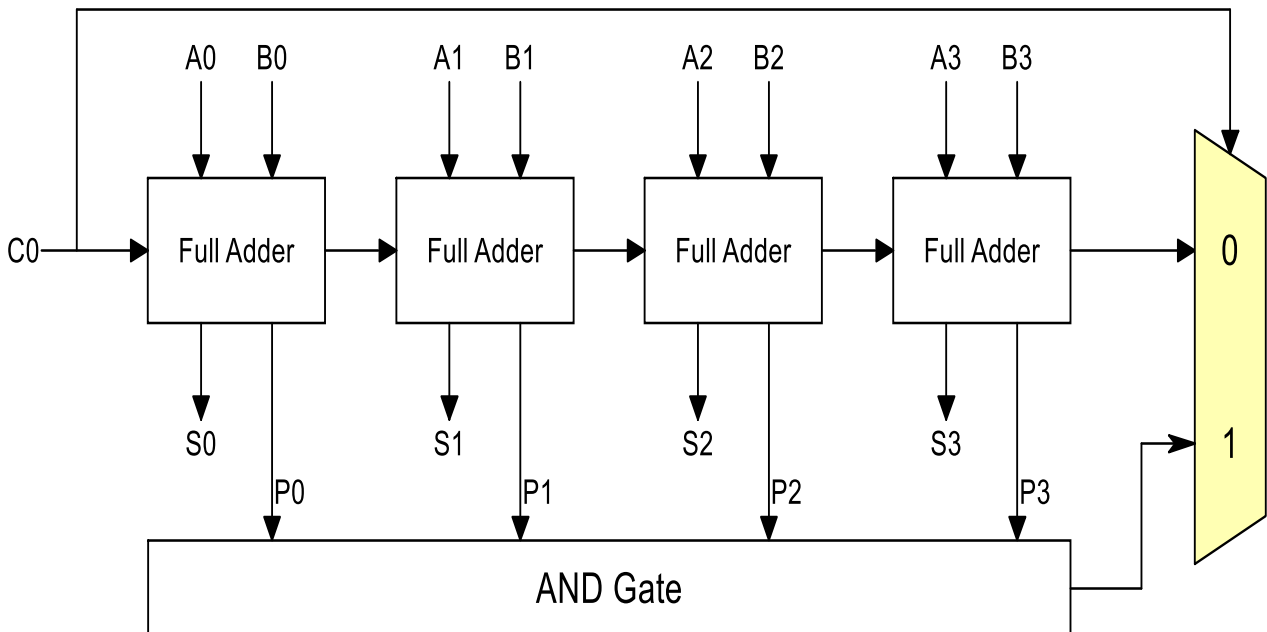 A0 B0 A1 B1 A2 B2 A3 B3
C0 Full Adder Full Adder Full Adder Full Adder 0
S0 S1 S2 S3 1
P0 P1 P2 P3
AND Gate